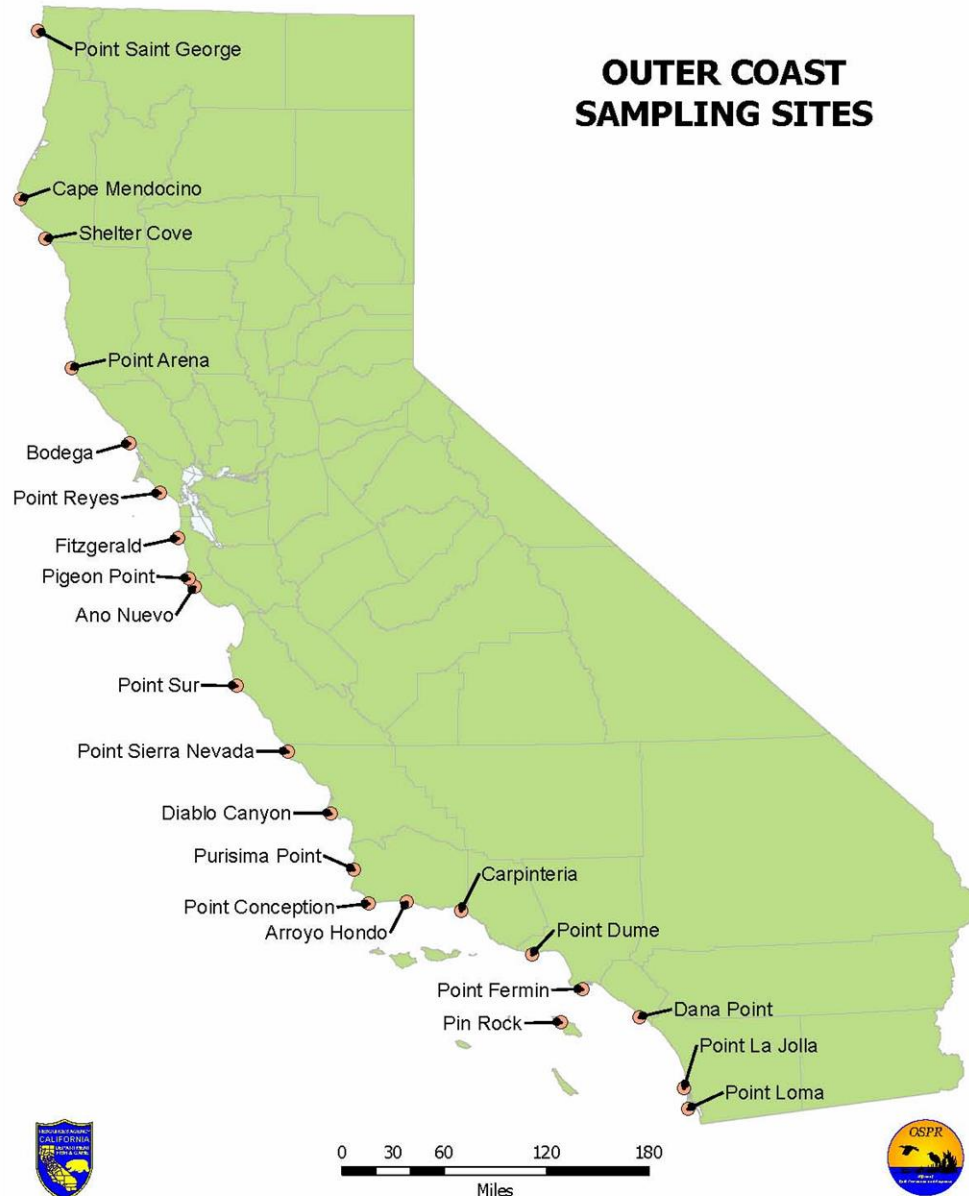 OUTER COAST
SAMPLING SITES
Point Saint George
Cape Mendocino
Shelter Cove
Point Arena
Bodega
Point Reyes
Fitzgerald
Pigeon Point
Ano Nuevo
Point Sur
Point Sierra Nevada
Diablo Canyon
Purisima Point
Carpinteria
Point Conception
Arroyo Hondo
Point Dume
Point Fermin
Dana Point
Pin Rock
Point La Jolla
Point Loma
CALIFORNIA
0 30 60 120 180
Miles
OSPR